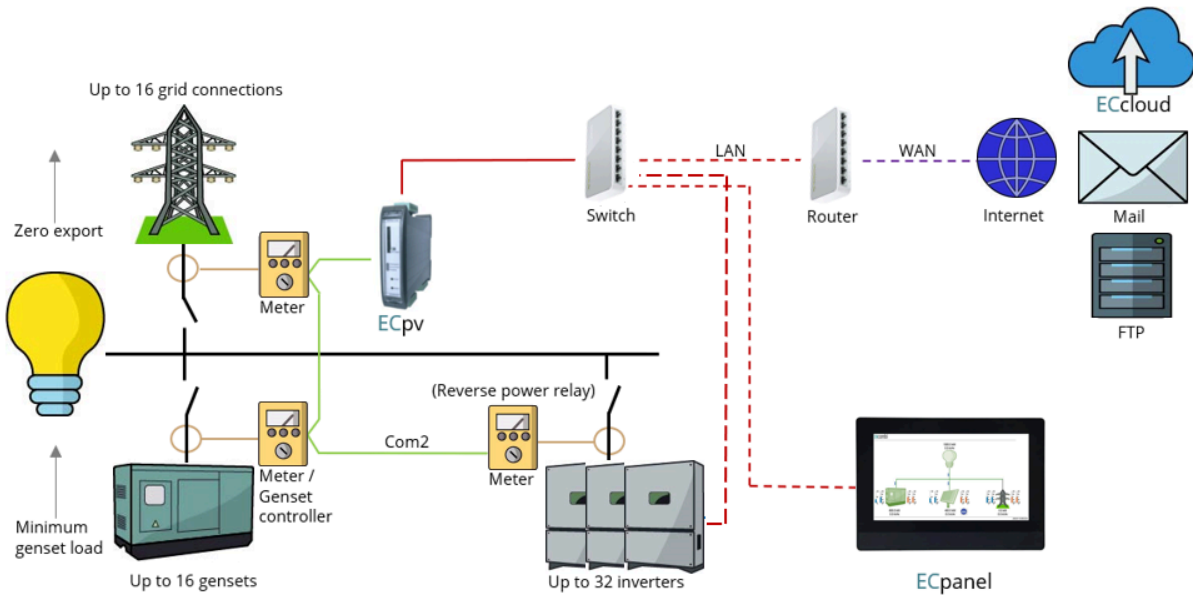 Up to 16 grid connections
Zero export
Meter
ECpv
Switch
LAN
Router
WAN
Internet
ECcloud
Mail
FTP
(Reverse power relay)
Com2
Meter /
Genset
controller
Meter
Minimum
genset load
Up to 16 gensets
Up to 32 inverters
ECpanel